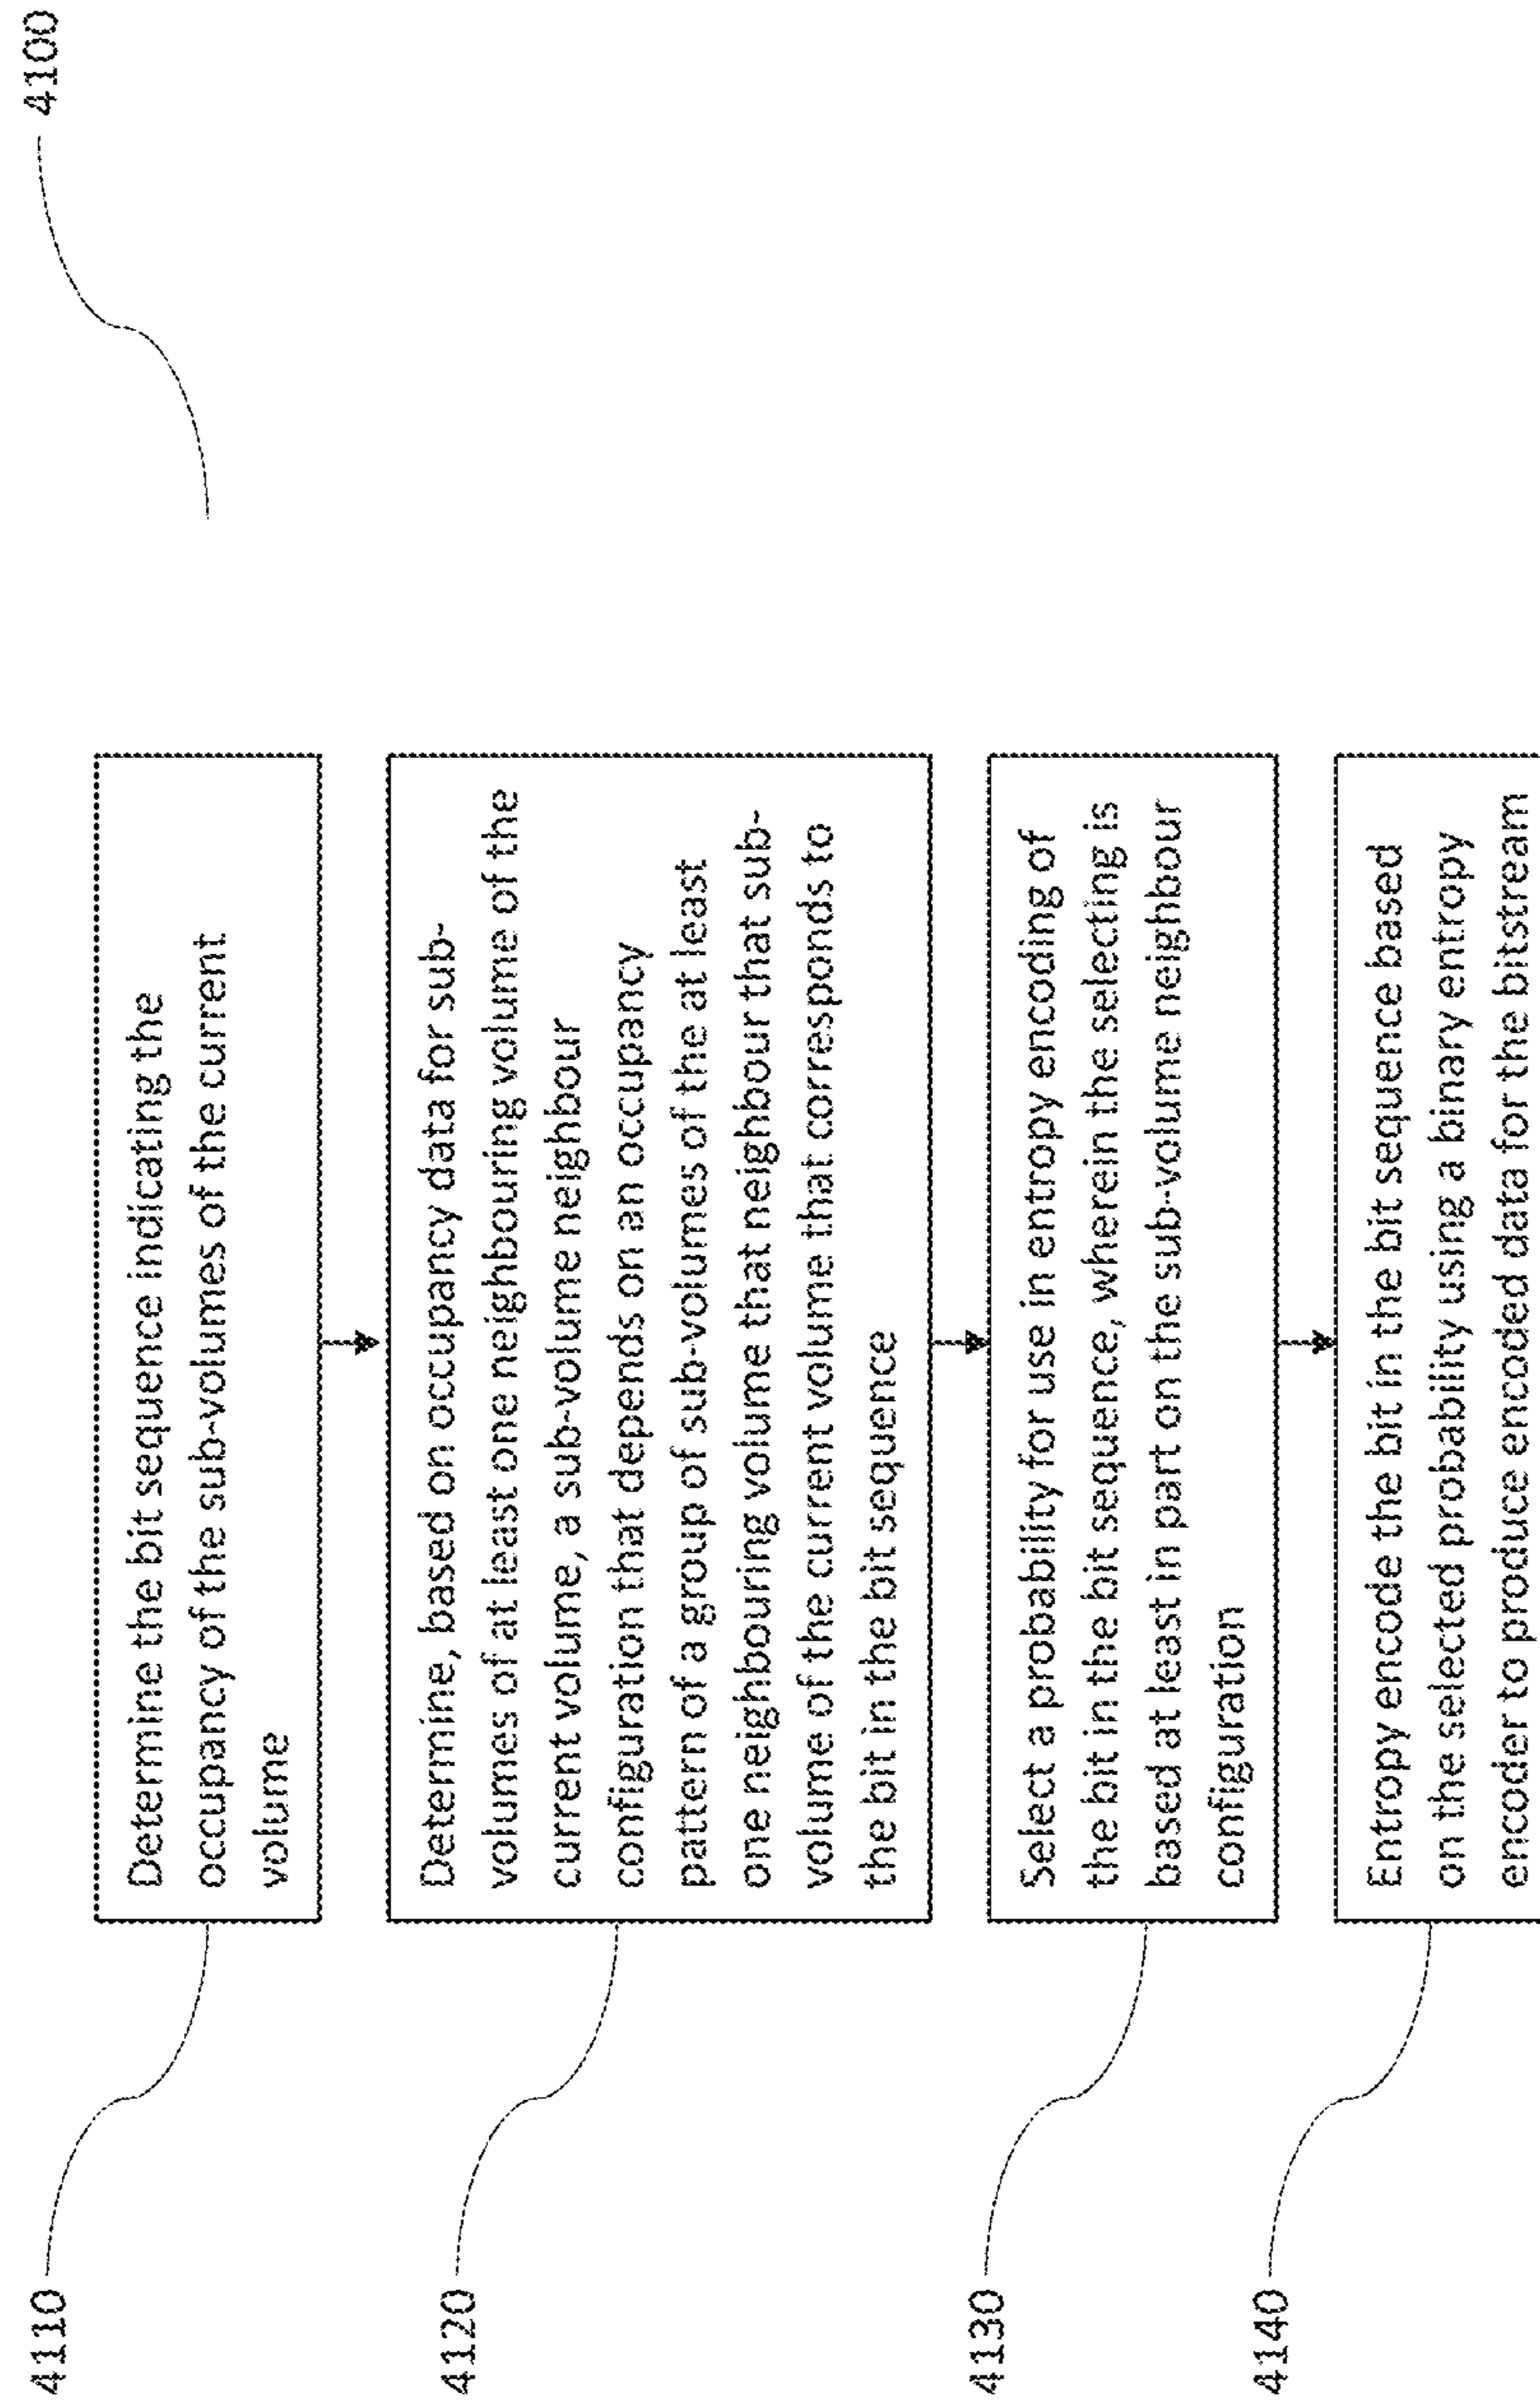 4100
4110
Determine the bit sequence indicating the
occupancy of the sub-volumes of the current
volume
4120
Determine, based on occupancy data for sub-
volumes of at least one neighbouring volume of the
current volume, a sub-volume neighbour
configuration that depends on an occupancy
pattern of a group of sub-volumes of the at least
one neighbouring volume that neighbour that sub-
volume of the current volume that corresponds to
the bit in the bit sequence
4130
Select a probability for use in entropy encoding of
the bit in the bit sequence, wherein the selecting is
based at least in part on the sub-volume neighbour
configuration
4140
Entropy encode the bit in the bit sequence based
on the selected probability using a binary entropy
encoder to produce encoded data for the bitstream